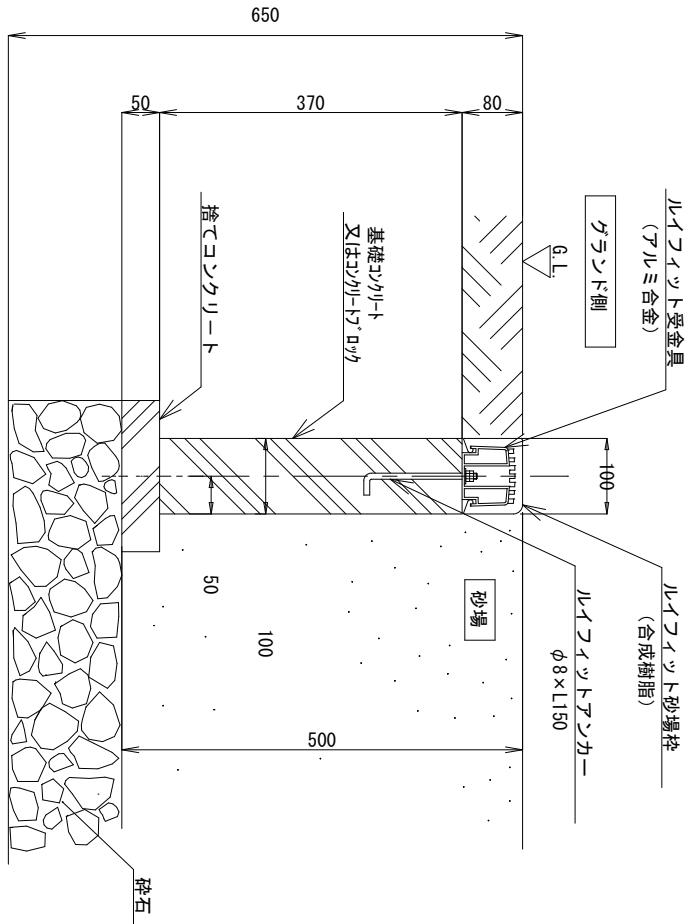 650
50
370
80
ルイフィット受金具
(アルミ合金)
グランド側
G.L.
基礎コンクリート
又はコンクリートブロック
捨てコンクリート
100
ルイフィット砂場枠
(合成樹脂)
ルイフィットアンカー
φ8×L150
砂場
50
100
500
砕石